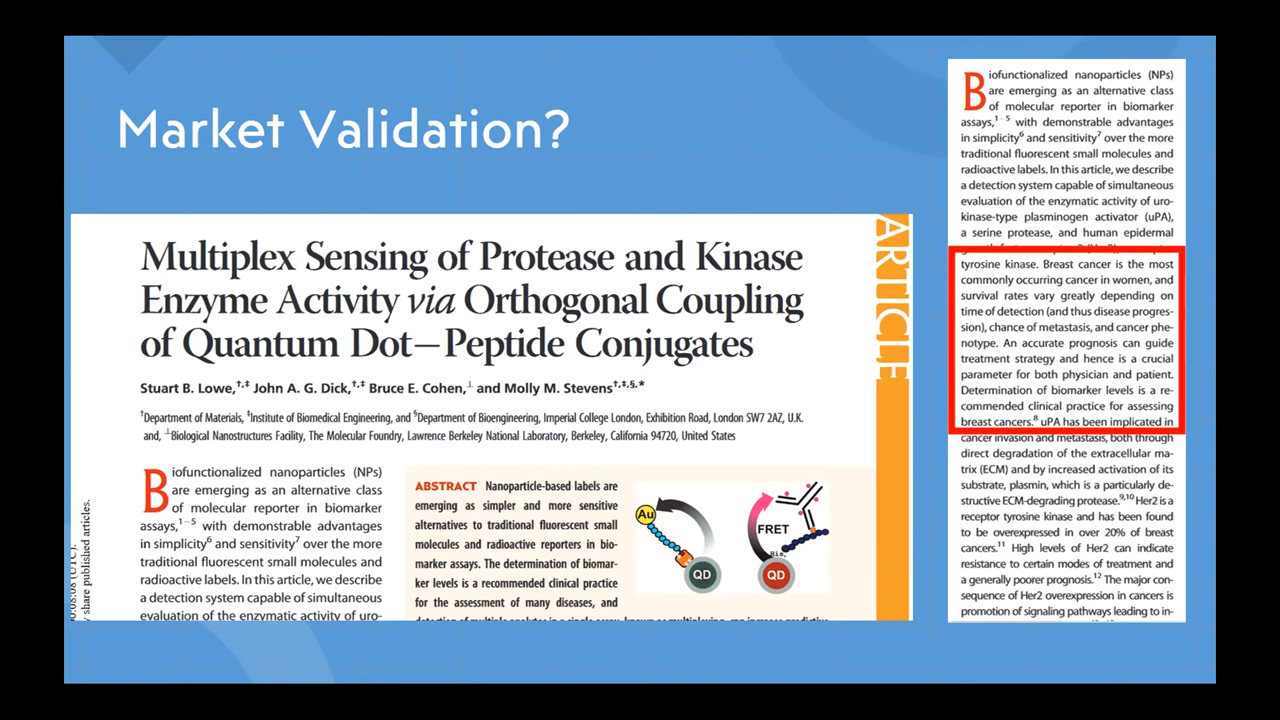 Market Validation?
Multiplex Sensing of Protease and Kinase
Enzyme Activity via Orthogonal Coupling
of Quantum Dot—Peptide Conjugates
Stuart B. Lowe,†,‡ John A. G. Dick,†,‡ Bruce E. Cohen,⊥ and Molly M. Stevens†,‡,§,*
†Department of Materials, ‡Institute of Biomedical Engineering, and §Department of Bioengineering, Imperial College London, Exhibition Road, London SW7 2AZ, U.K.
and, ⊥Biological Nanostructures Facility, The Molecular Foundry, Lawrence Berkeley National Laboratory, Berkeley, California 94720, United States
ARTICLE
Biofunctionalized nanoparticles (NPs)
are emerging as an alternative class
of molecular reporter in biomarker
assays,1−5 with demonstrable advantages
in simplicity6 and sensitivity7 over the more
traditional fluorescent small molecules and
radioactive labels. In this article, we describe
a detection system capable of simultaneous
evaluation of the enzymatic activity of uro-
ABSTRACT Nanoparticle-based labels are
emerging as simpler and more sensitive
alternatives to traditional fluorescent small
molecules and radioactive reporters in bio-
marker assays. The determination of biomar-
ker levels is a recommended clinical practice
for the assessment of many diseases, and
Au
QD
FRET
QD
:08:08 (UTC).
share published articles.
Biofunctionalized nanoparticles (NPs)
are emerging as an alternative class
of molecular reporter in biomarker
assays,1−5 with demonstrable advantages
in simplicity6 and sensitivity7 over the more
traditional fluorescent small molecules and
radioactive labels. In this article, we describe
a detection system capable of simultaneous
evaluation of the enzymatic activity of uro-
kinase-type plasminogen activator (uPA),
a serine protease, and human epidermal
tyrosine kinase. Breast cancer is the most
commonly occurring cancer in women, and
survival rates vary greatly depending on
time of detection (and thus disease progres-
sion), chance of metastasis, and cancer phe-
notype. An accurate prognosis can guide
treatment strategy and hence is a crucial
parameter for both physician and patient.
Determination of biomarker levels is a re-
commended clinical practice for assessing
breast cancers.8 uPA has been implicated in
cancer invasion and metastasis, both through
direct degradation of the extracellular ma-
trix (ECM) and by increased activation of its
substrate, plasmin, which is a particularly de-
structive ECM-degrading protease.9,10 Her2 is a
receptor tyrosine kinase and has been found
to be overexpressed in over 20% of breast
cancers.11 High levels of Her2 can indicate
resistance to certain modes of treatment and
a generally poorer prognosis.12 The major con-
sequence of Her2 overexpression in cancers is
promotion of signaling pathways leading to in-